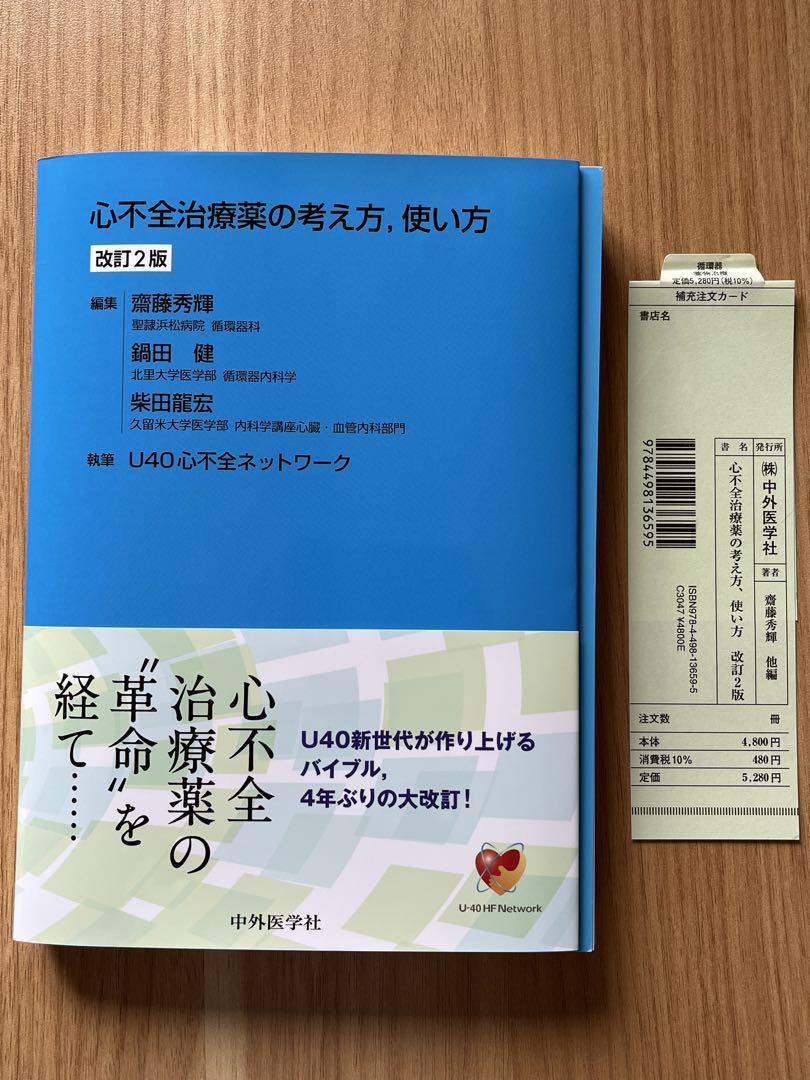 心不全治療薬の考え方，使い方
改訂2版
編集
齋藤秀輝
聖隷浜松病院 循環器科
鍋田 健
北里大学医学部 循環器内科学
柴田龍宏
久留米大学医学部 内科学講座心臓・血管内科部門
執筆 U40心不全ネットワーク
心不全
治療薬の
“革命”を
経て……
U40新世代が作り上げる
バイブル，
4年ぶりの大改訂！
U-40 HF Network
中外医学社
循環器
定価5,280円(税10%)
補充注文カード
書店名
発行所
㈱中外医学社
著者
齋藤秀輝 他編
書名
心不全治療薬の考え方、使い方 改訂2版
9784498136595
ISBN978-4-498-13659-5
C3047 ¥4800E
注文数 冊
本体 4,800円
消費税10% 480円
定価 5,280円